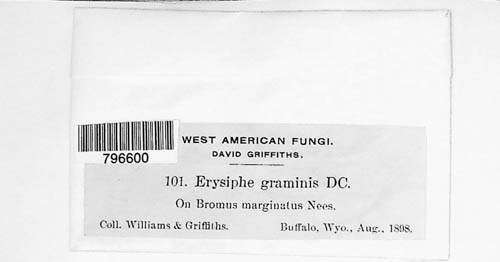 WEST AMERICAN FUNGI.
DAVID GRIFFITHS.
796600
101. Erysiphe graminis DC.
On Bromus marginatus Nees.
Coll. Williams & Griffiths. Buffalo, Wyo., Aug., 1898.